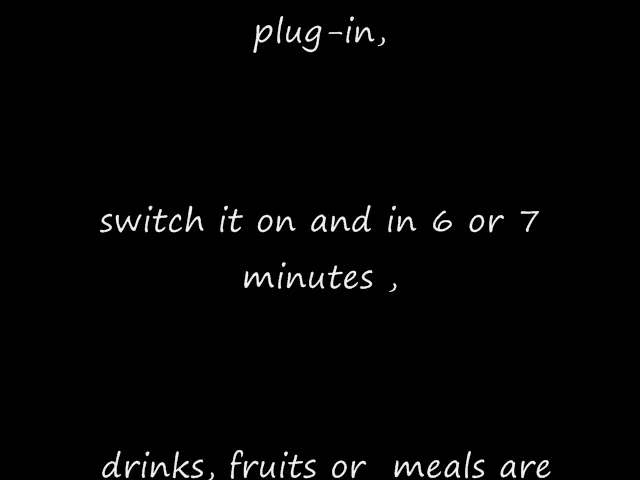 plug-in,
switch it on and in 6 or 7
minutes ,
drinks, fruits or  meals are